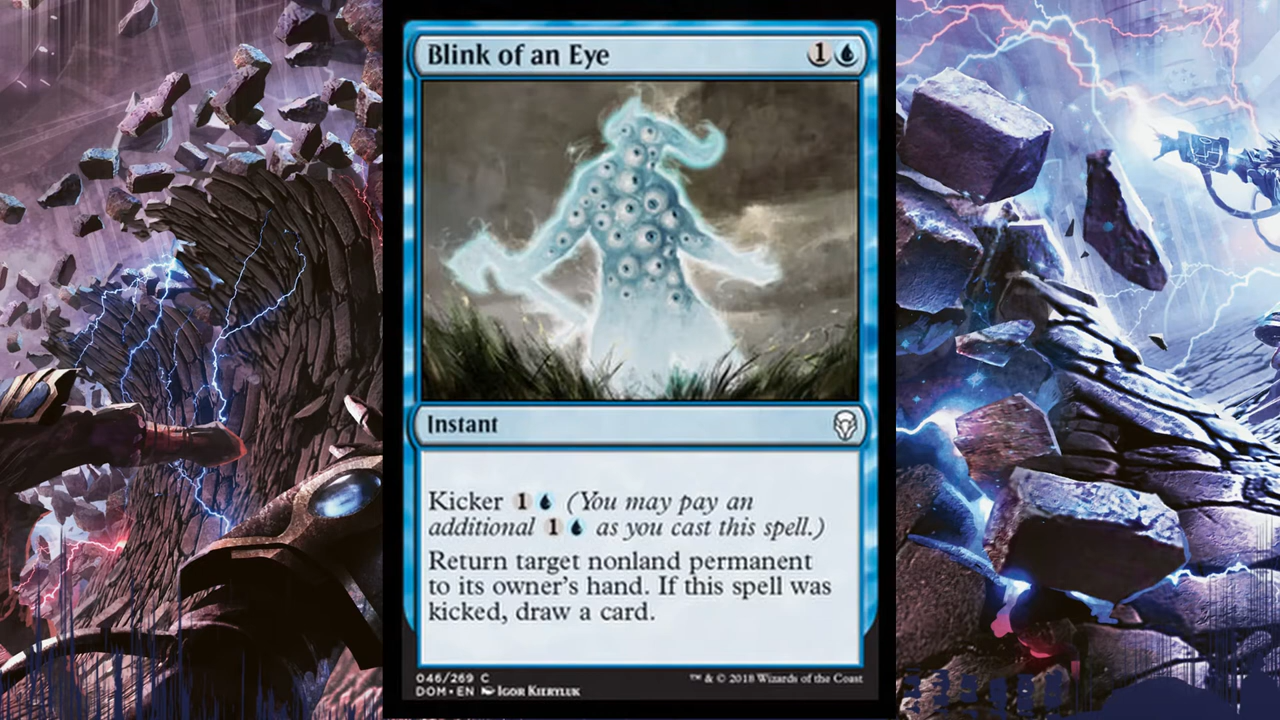 Blink of an Eye 1
Instant
Kicker 1 (You may pay an
additional 1 as you cast this spell.)
Return target nonland permanent
to its owner's hand. If this spell was
kicked, draw a card.
046/269 C
DOM • EN Igor Kieryluk
™ & © 2018 Wizards of the Coast